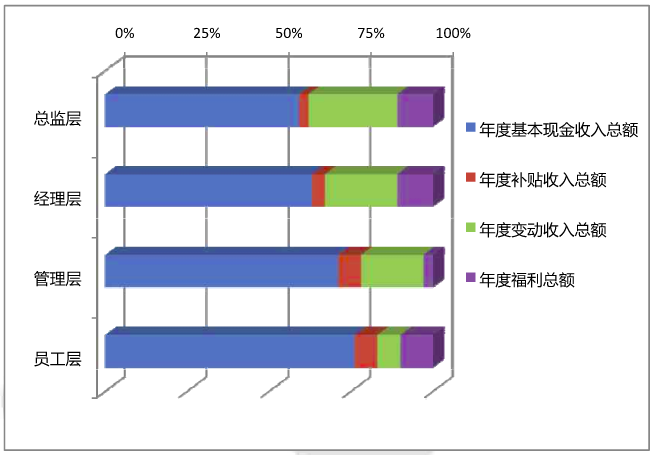 0% 25% 50% 75% 100%
总监层
经理层
管理层
员工层
年度基本现金收入总额
年度补贴收入总额
年度变动收入总额
年度福利总额